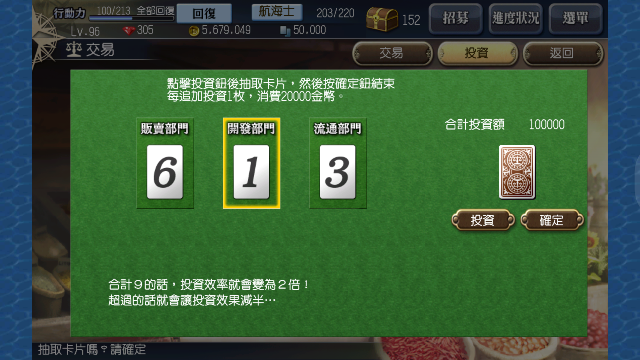 行動力 100/213 全部回復 回復 航海士 203/220 152 招募 進度狀況 選單
Lv.96 305 5.679.049 50.000
交易 交易 投資 返回
點擊投資鈕後抽取卡片，然後按確定鈕結束
每追加投資1枚，消費20000金幣。
販賣部門 開發部門 流通部門 合計投資額 100000
6 1 3
投資 確定
合計９的話，投資效率就會變為２倍！
超過的話就會讓投資效果減半…
抽取卡片嗎？請確定